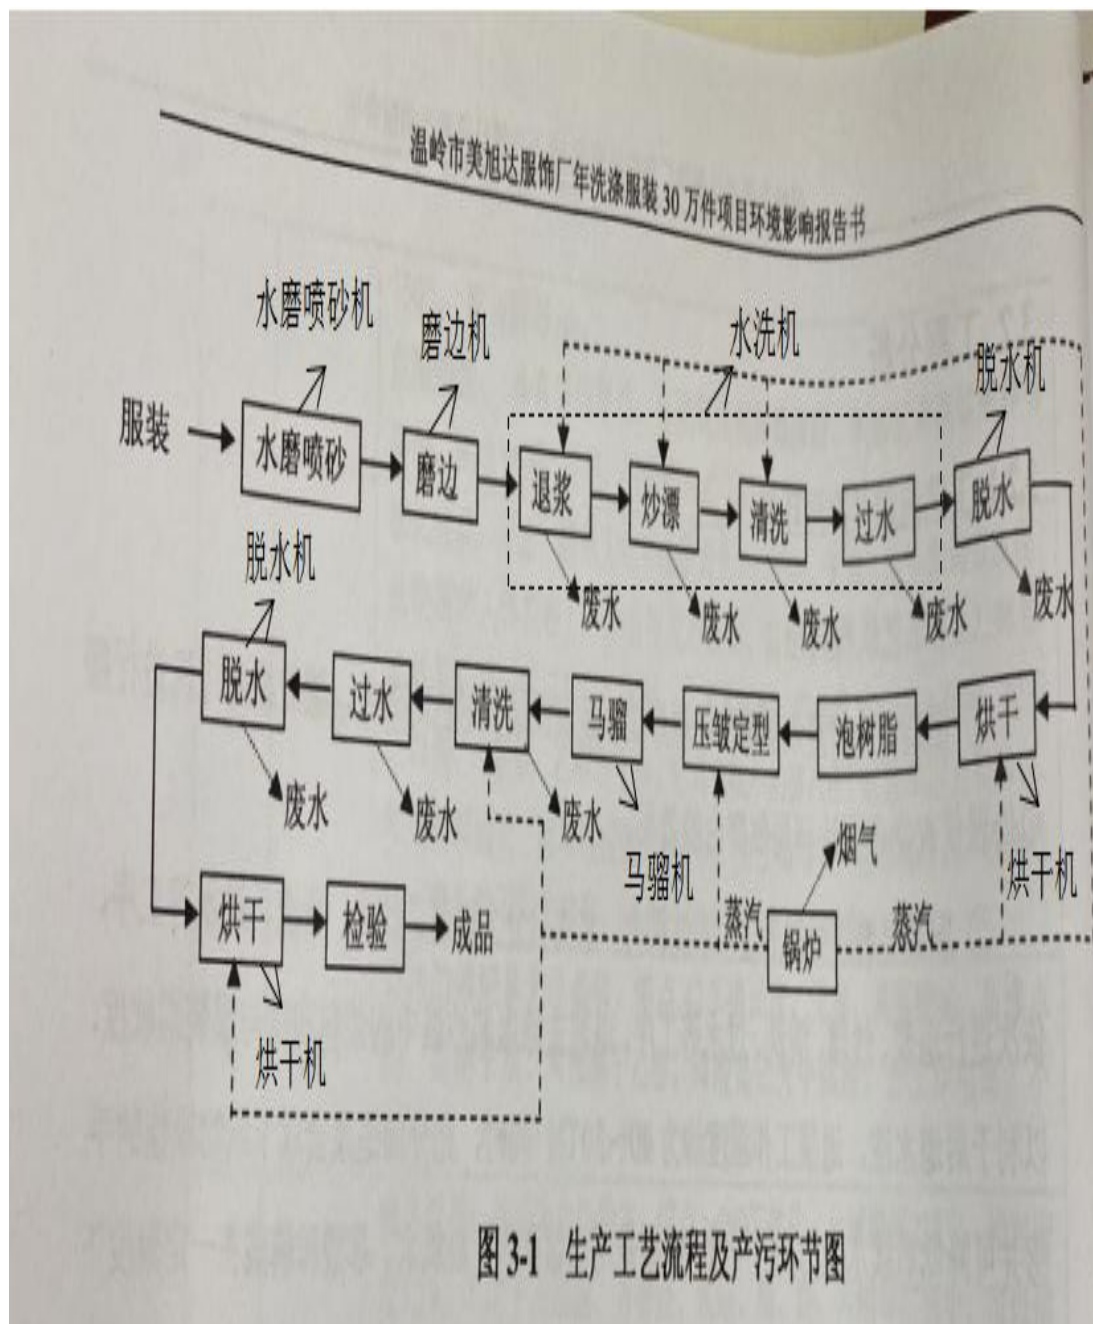 温岭市美旭达服饰厂年洗涤服装30万件项目环境影响报告书
水磨喷砂机
磨边机
水洗机
脱水机
服装
水磨喷砂
磨边
退浆
炒漂
清洗
过水
脱水
废水
废水
废水
废水
废水
脱水机
脱水
过水
清洗
马骝
压皱定型
泡树脂
烘干
废水
废水
废水
马骝机
烟气
烘干机
烘干
检验
成品
蒸汽
锅炉
蒸汽
烘干机
图 3-1 生产工艺流程及产污环节图